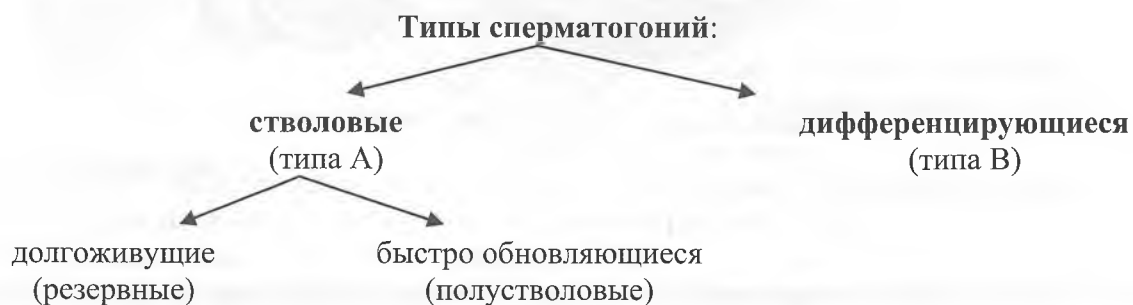 Типы сперматогоний:
стволовые
(типа А)
дифференцирующиеся
(типа В)
долгоживущие
(резервные)
быстро обновляющиеся
(полустволовые)